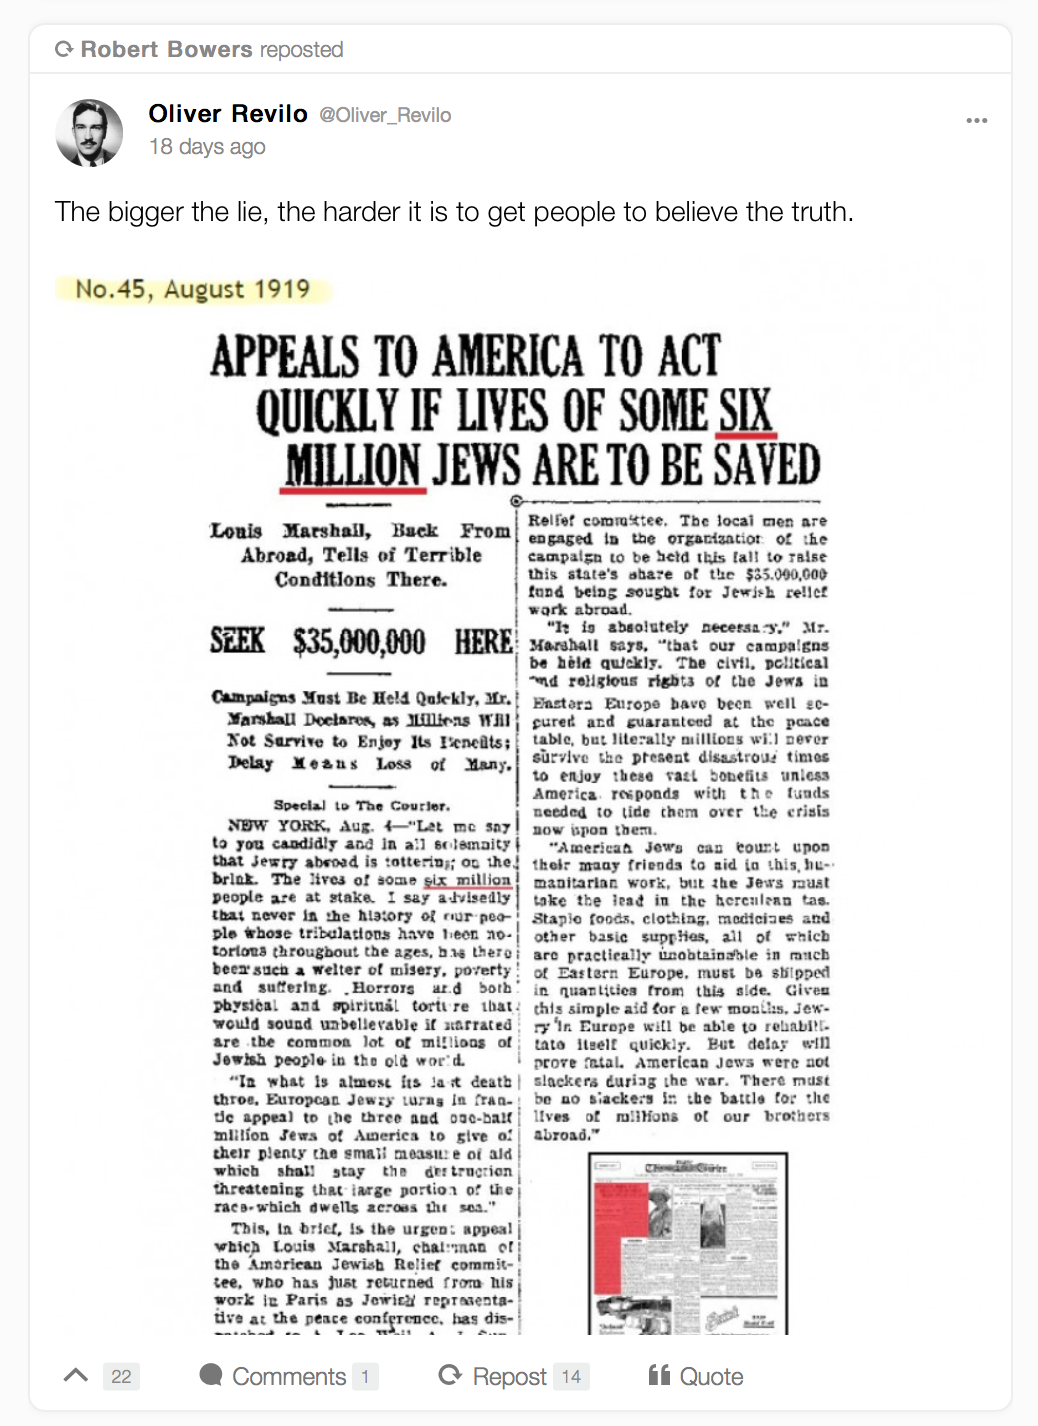 Robert Bowers reposted
Oliver Revilo @Oliver_Revilo
18 days ago
The bigger the lie, the harder it is to get people to believe the truth.
No.45, August 1919
APPEALS TO AMERICA TO ACT
QUICKLY IF LIVES OF SOME SIX
MILLION JEWS ARE TO BE SAVED
Louis Marshall, Back From
Abroad, Tells of Terrible
Conditions There.
SEEK $35,000,000 HERE
Campaigns Must Be Held Quickly, Mr.
Marshall Declares, as Millions Will
Not Survive to Enjoy Its Benefits;
Delay Means Loss of Many.
Special to The Courier.
NEW YORK, Aug. 4—"Let me say
to you candidly and in all solemnity
that Jewry abroad is tottering; on the
brink. The lives of some six million
people are at stake. I say advisedly
that never in the history of our peo-
ple whose tribulations have been no-
torious throughout the ages, has there
been such a welter of misery, poverty
and suffering. Horrors and both
physical and spiritual torture that
would sound unbelievable if narrated
are the common lot of millions of
Jewish people in the old world.
"In what is almost its last death
throe, European Jewry turns in fran-
tic appeal to the three and one-half
million Jews of America to give of
their plenty the small measure of aid
which shall stay the destruction
threatening that large portion of the
race which dwells across the sea."
This, in brief, is the urgent appeal
which Louis Marshall, chairman of
the American Jewish Relief commit-
tee, who has just returned from his
work in Paris as Jewish representa-
tive at the peace conference, has dis-
Relief committee. The local men are
engaged in the organization of the
campaign to be held this fall to raise
this state's share of the $35,000,000
fund being sought for Jewish relief
work abroad.
"It is absolutely necessary," Mr.
Marshall says, "that our campaigns
be held quickly. The civil, political
and religious rights of the Jews in
Eastern Europe have been well se-
cured and guaranteed at the peace
table, but literally millions will never
survive the present disastrous times
to enjoy these vast benefits unless
America responds with the funds
needed to tide them over the crisis
now upon them.
"American Jews can count upon
their many friends to aid in this hu-
manitarian work, but the Jews must
take the lead in the herculean tas.
Staple foods, clothing, medicines and
other basic supplies, all of which
are practically unobtainable in much
of Eastern Europe, must be shipped
in quantities from this side. Given
this simple aid for a few months, Jew-
ry in Europe will be able to rehabili-
tate itself quickly. But delay will
prove fatal. American Jews were not
slackers during the war. There must
be no slackers in the battle for the
lives of millions of our brothers
abroad."
22 Comments 1 Repost 14 Quote